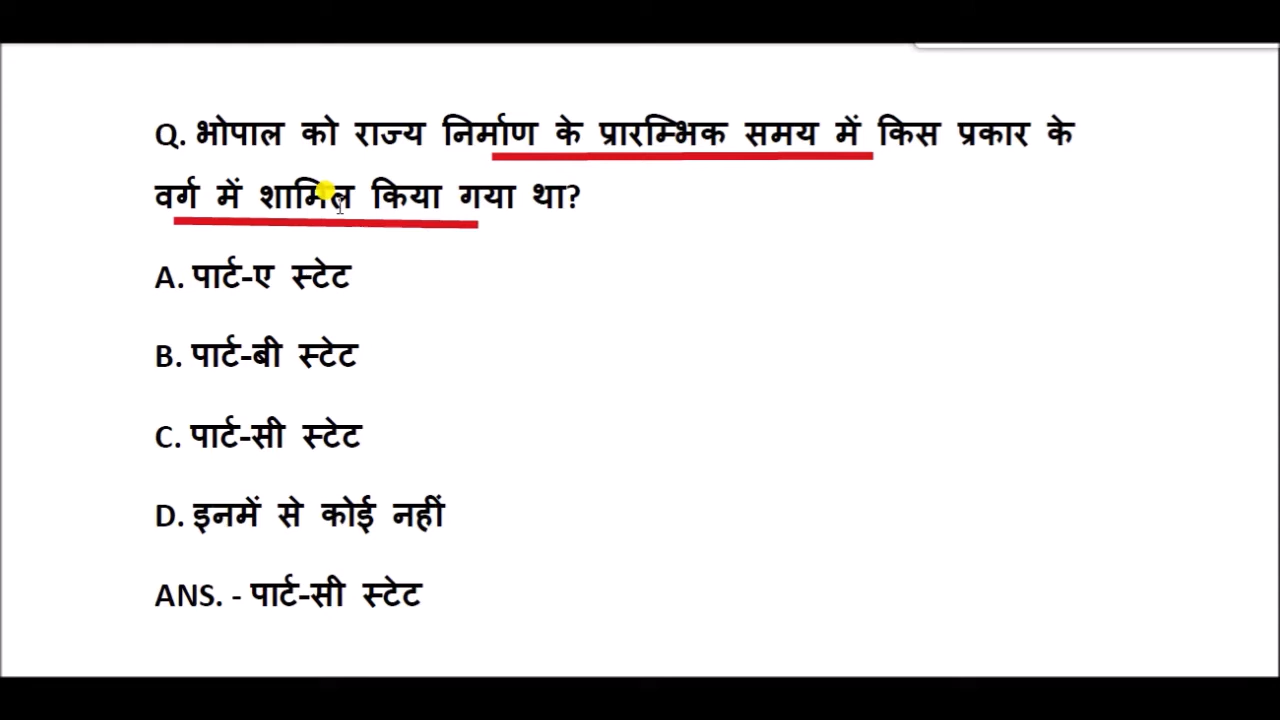 Q. भोपाल को राज्य निर्माण के प्रारम्भिक समय में किस प्रकार के
वर्ग में शामिल किया गया था?
A. पार्ट-ए स्टेट
B. पार्ट-बी स्टेट
C. पार्ट-सी स्टेट
D. इनमें से कोई नहीं
ANS. - पार्ट-सी स्टेट